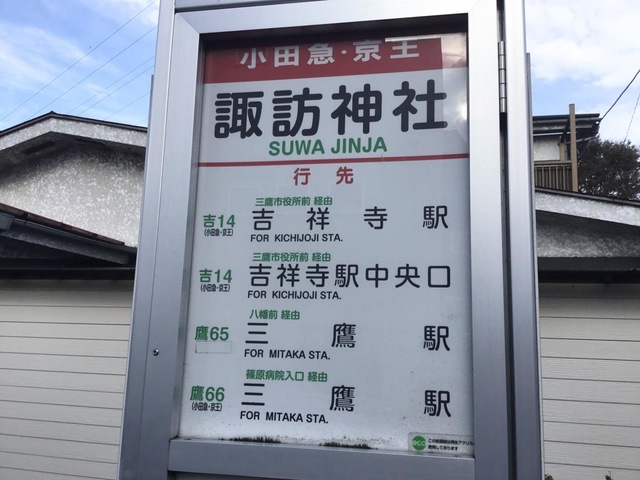 小田急・京王
諏訪神社
SUWA JINJA
行先
三鷹市役所前 経由
吉14 吉祥寺駅
(小田急・京王)
FOR KICHIJOJI STA.
三鷹市役所前 経由
吉14 吉祥寺駅中央口
(小田急・京王)
FOR KICHIJOJI STA.
八幡前 経由
鷹65 三鷹駅
FOR MITAKA STA.
篠原病院入口 経由
鷹66 三鷹駅
(小田急・京王)
FOR MITAKA STA.